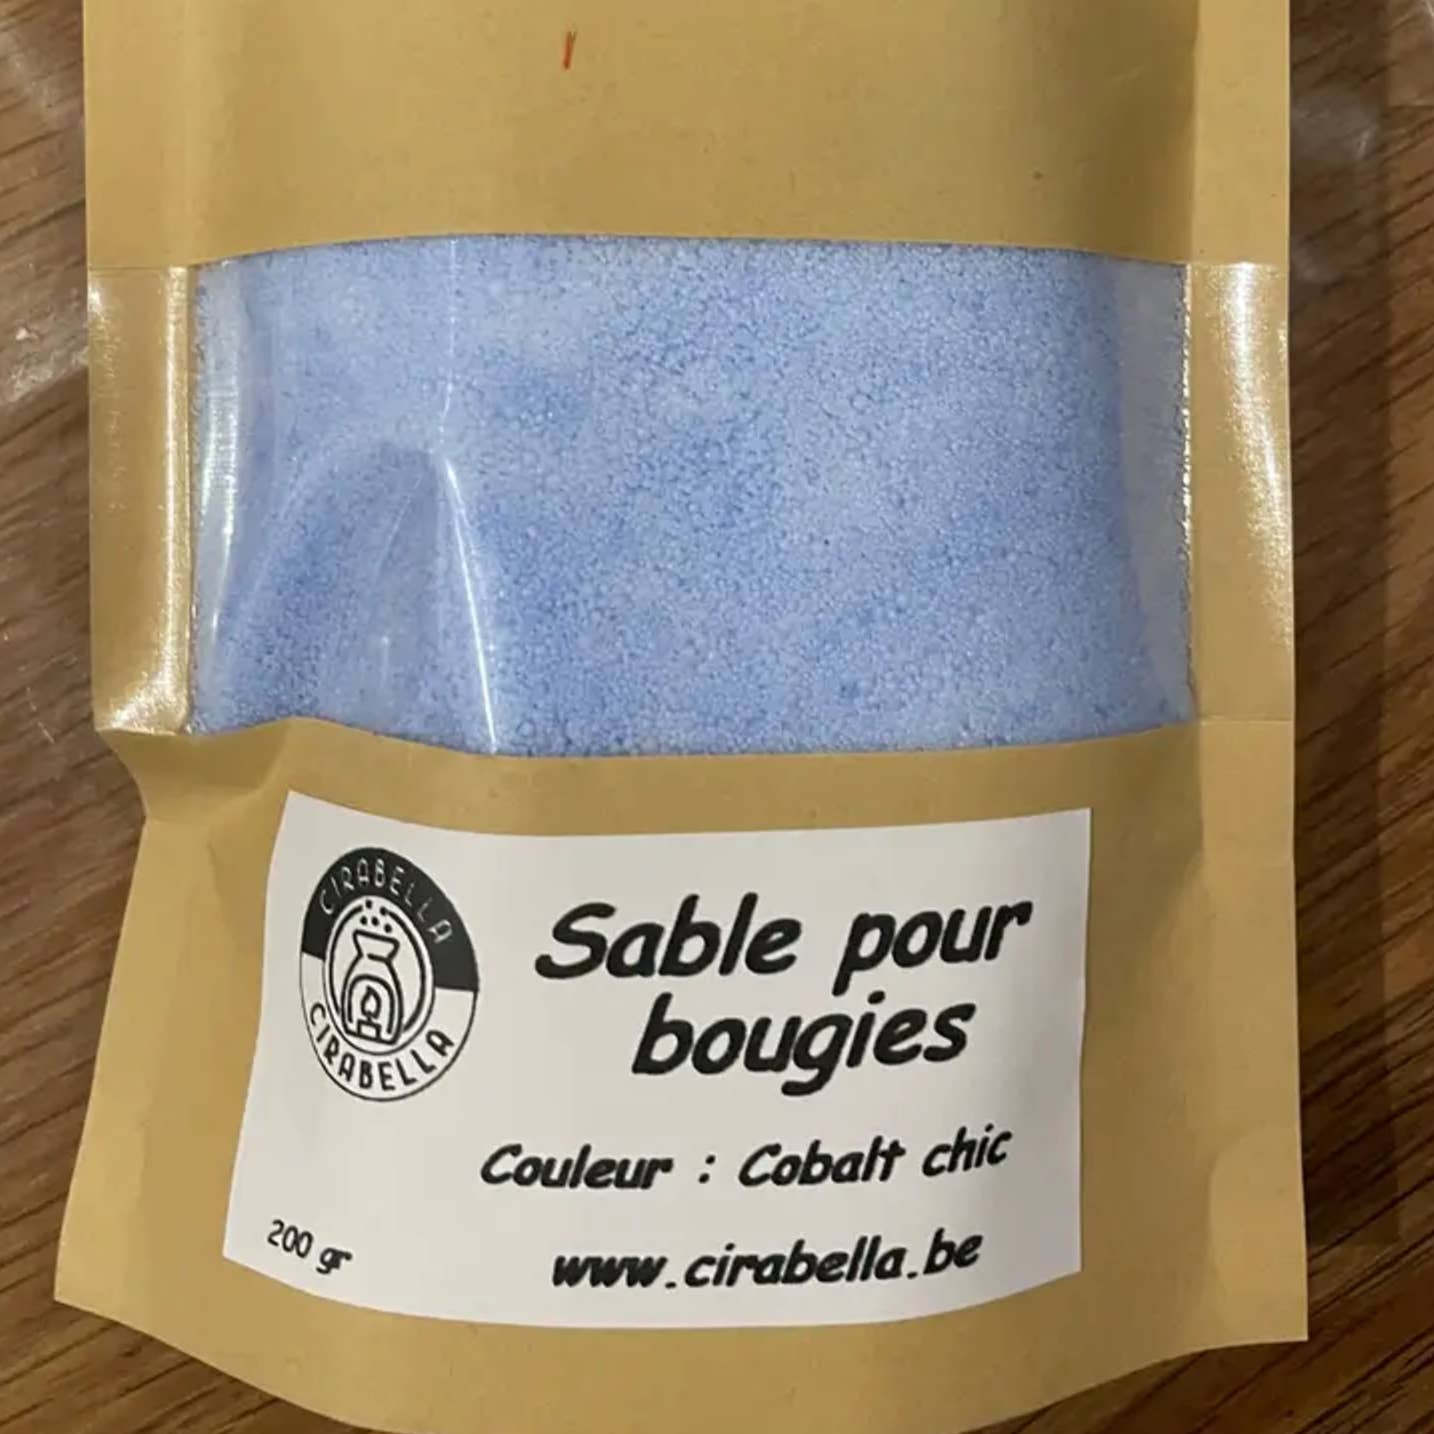 CIRABELLA
CIRABELLA
Sable pour
bougies
Couleur : Cobalt chic
200 gr
www.cirabella.be